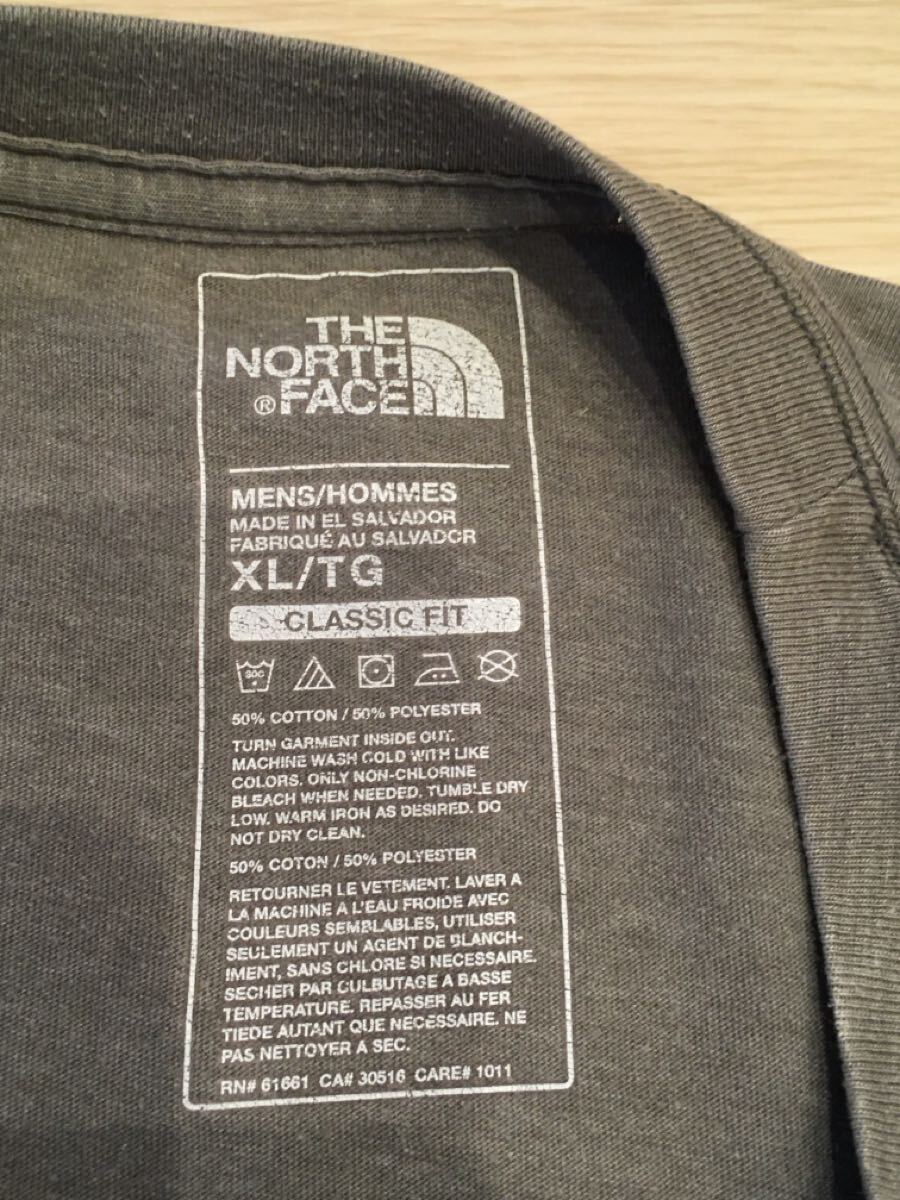 THE
NORTH
® FACE
MENS/HOMMES
MADE IN EL SALVADOR
FABRIQUÉ AU SALVADOR
XL/TG
CLASSIC FIT
30C
50% COTTON / 50% POLYESTER
TURN GARMENT INSIDE OUT.
MACHINE WASH COLD WITH LIKE
COLORS. ONLY NON-CHLORINE
BLEACH WHEN NEEDED. TUMBLE DRY
LOW. WARM IRON AS DESIRED. DO
NOT DRY CLEAN.
50% COTON / 50% POLYESTER
RETOURNER LE VETEMENT. LAVER A
LA MACHINE A L'EAU FROIDE AVEC
COULEURS SEMBLABLES, UTILISER
SEULEMENT UN AGENT DE BLANCH-
IMENT, SANS CHLORE SI NECESSAIRE.
SECHER PAR CULBUTAGE A BASSE
TEMPERATURE. REPASSER AU FER
TIEDE AUTANT QUE NECESSAIRE. NE
PAS NETTOYER A SEC.
RN# 61661 CA# 30516 CARE# 1011